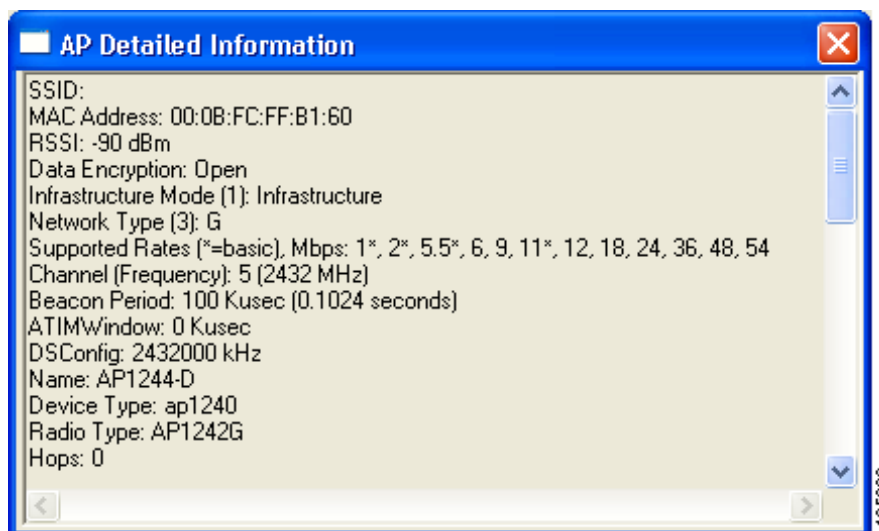 AP Detailed Information
SSID:
MAC Address: 00:0B:FC:FF:B1:60
RSSI: -90 dBm
Data Encryption: Open
Infrastructure Mode (1): Infrastructure
Network Type (3): G
Supported Rates (*=basic), Mbps: 1*, 2*, 5.5*, 6, 9, 11*, 12, 18, 24, 36, 48, 54
Channel (Frequency): 5 (2432 MHz)
Beacon Period: 100 Kusec (0.1024 seconds)
ATIMWindow: 0 Kusec
DSConfig: 2432000 kHz
Name: AP1244-D
Device Type: ap1240
Radio Type: AP1242G
Hops: 0